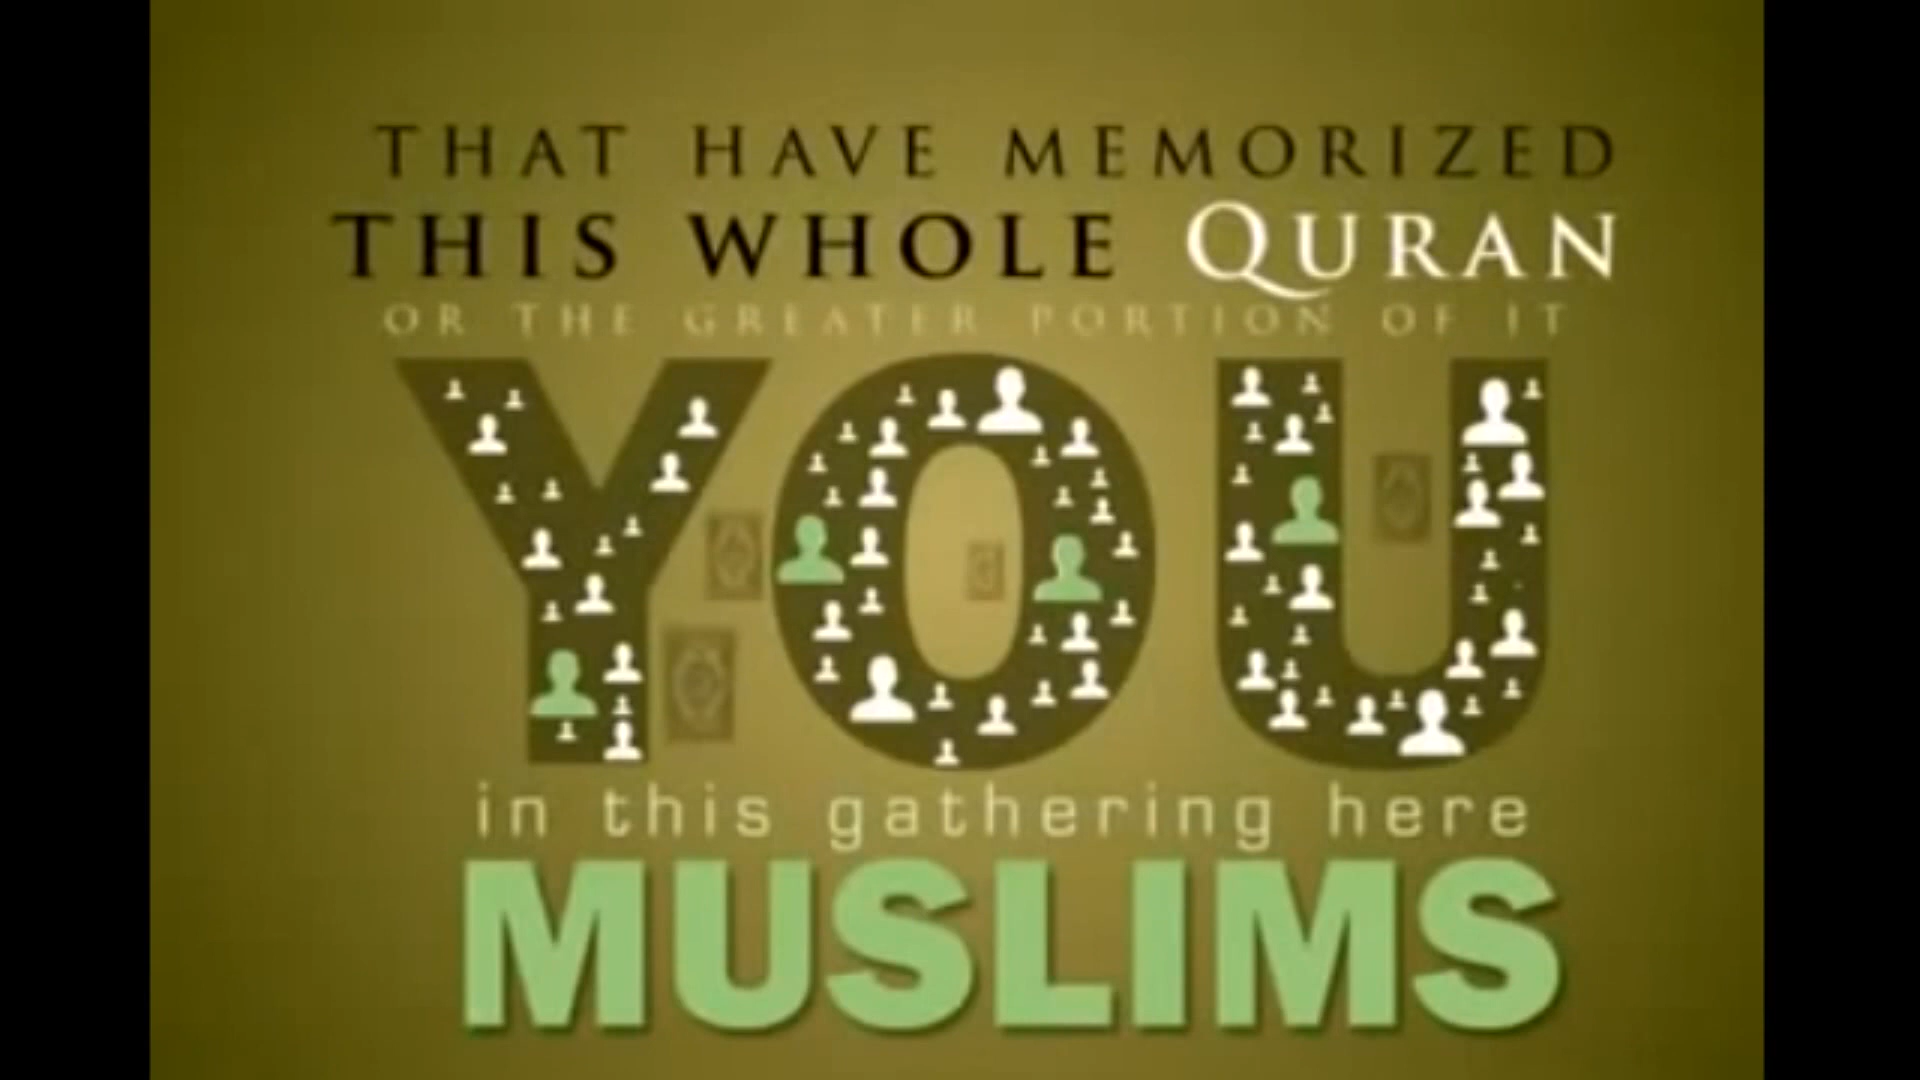 THAT HAVE MEMORIZED
THIS WHOLE QURAN
OR THE GREATER PORTION OF IT
YOU
in this gathering here
MUSLIMS